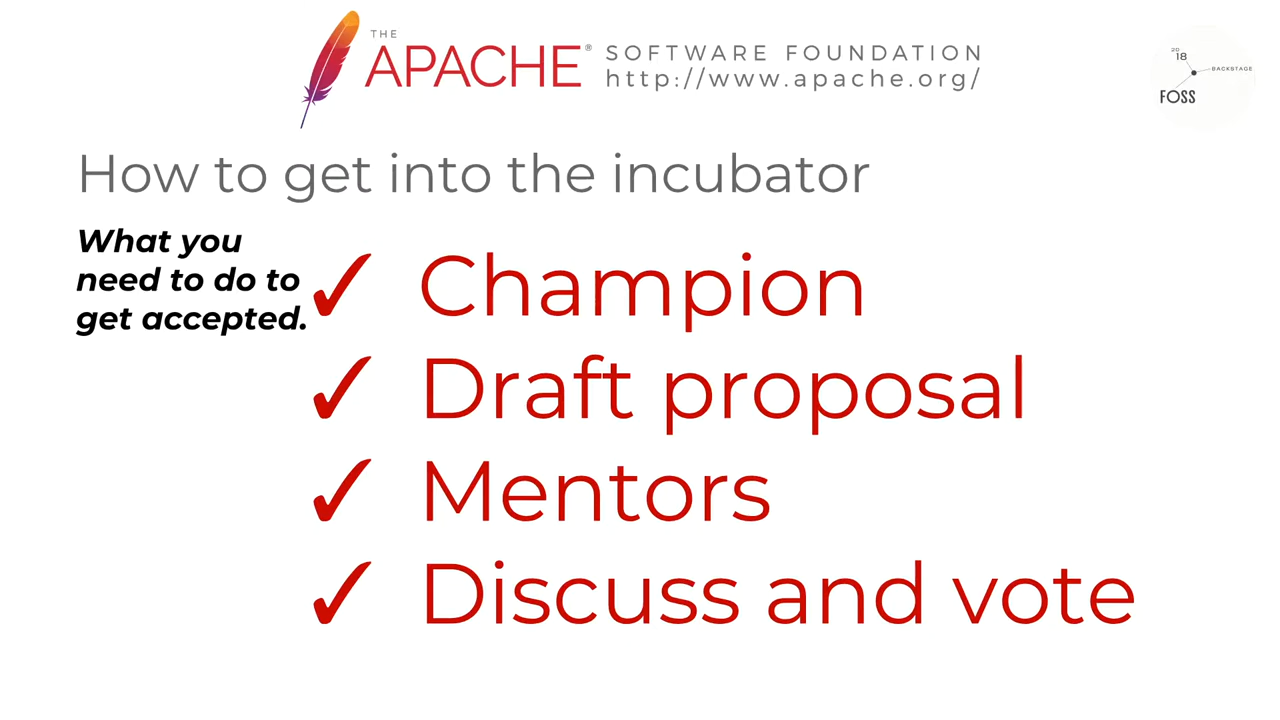 THE
APACHE® SOFTWARE FOUNDATION
http://www.apache.org/
20
18
BACKSTAGE
FOSS
How to get into the incubator
What you
need to do to
get accepted.
✓ Champion
✓ Draft proposal
✓ Mentors
✓ Discuss and vote